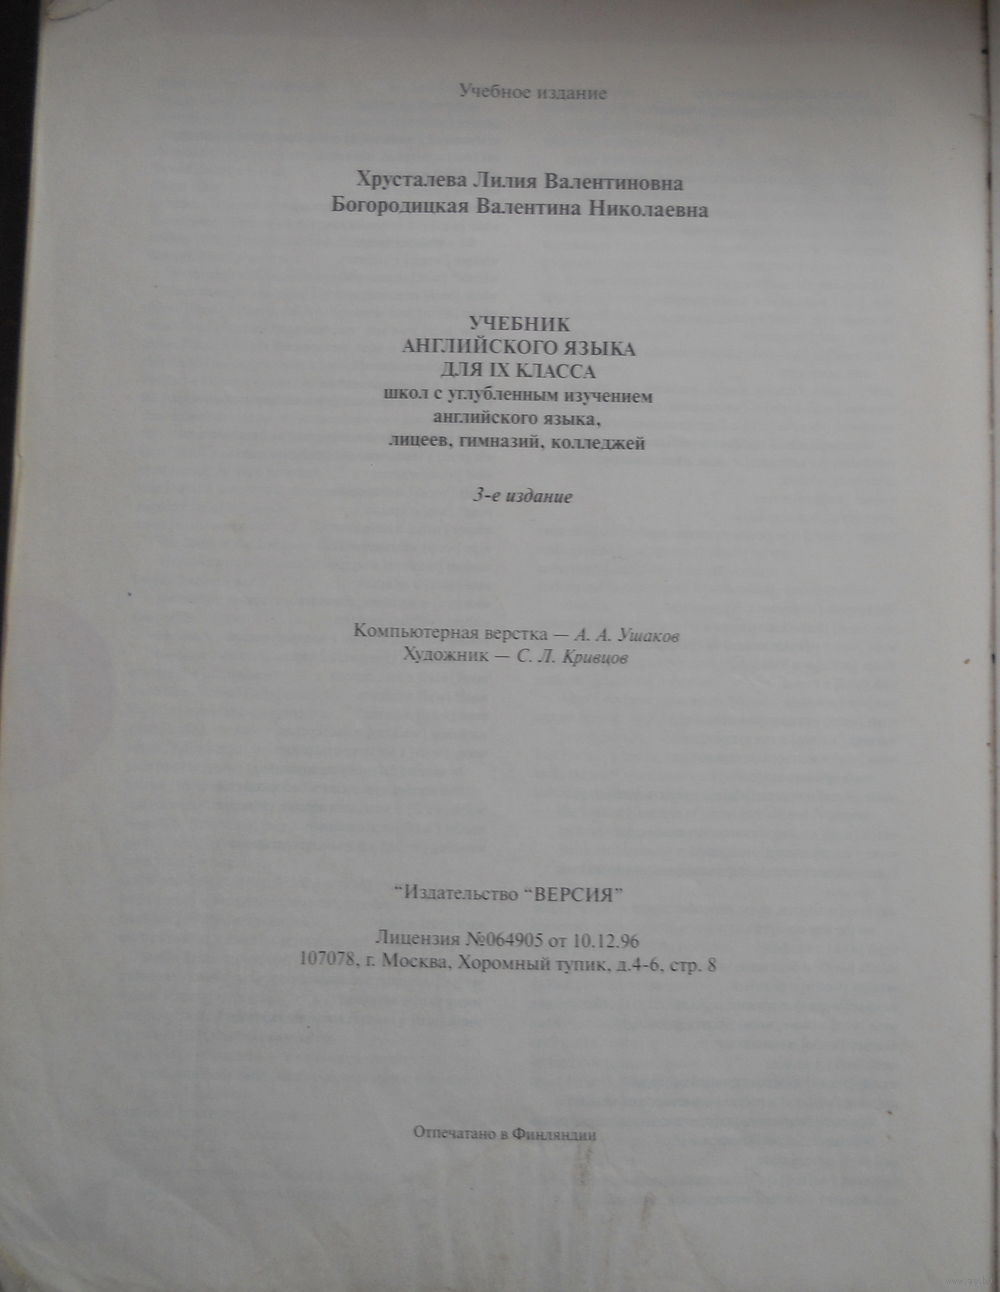 Учебное издание
Хрусталева Лилия Валентиновна
Богородицкая Валентина Николаевна
УЧЕБНИК
АНГЛИЙСКОГО ЯЗЫКА
ДЛЯ IX КЛАССА
школ с углубленным изучением
английского языка,
лицеев, гимназий, колледжей
3-е издание
Компьютерная верстка — А. А. Ушаков
Художник — С. Л. Кривцов
“Издательство “ВЕРСИЯ”
Лицензия №064905 от 10.12.96
107078, г. Москва, Хоромный тупик, д.4-6, стр. 8
Отпечатано в Финляндии